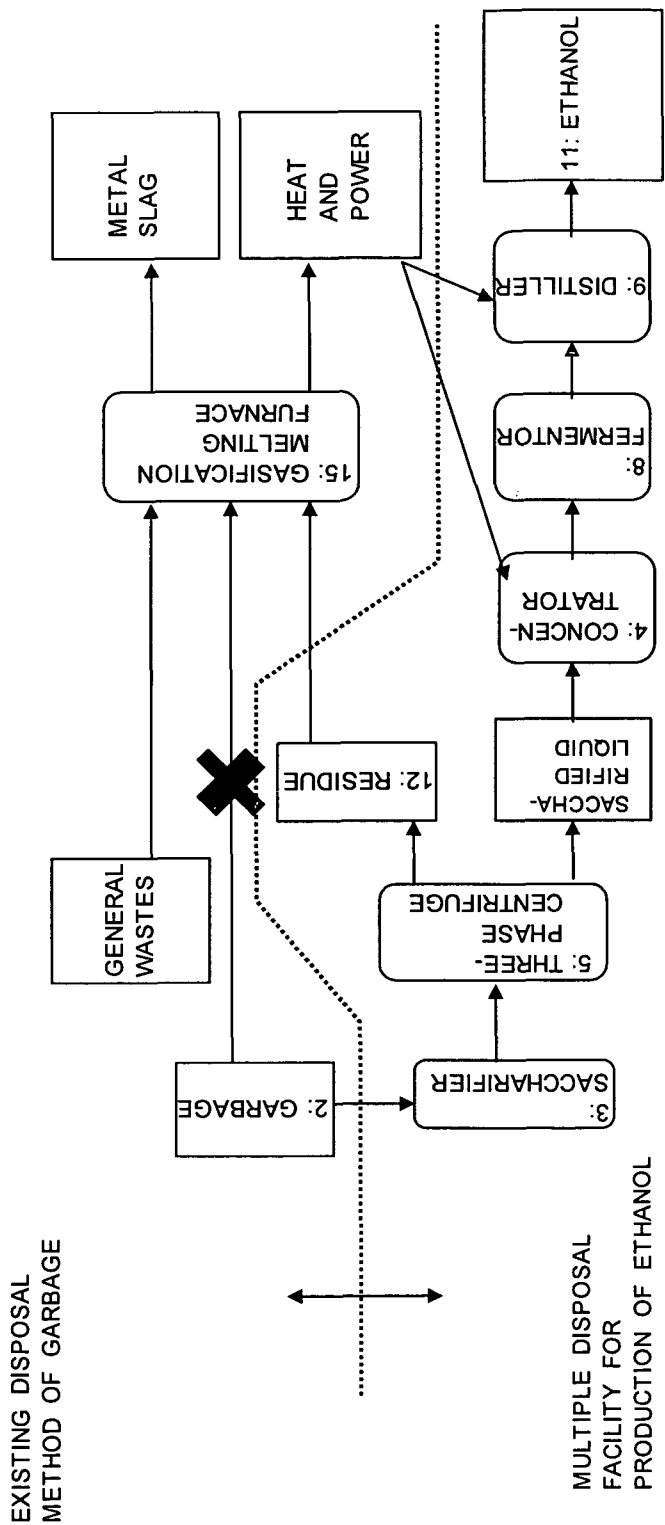 EXISTING DISPOSAL
METHOD OF GARBAGE
GENERAL
WASTES
METAL
SLAG
15: GASIFICATION
MELTING
FURNACE
HEAT
AND
POWER
2: GARBAGE
12: RESIDUE
3:
SACCHARIFIER
5: THREE-
PHASE
CENTRIFUGE
SACCHA-
RIFIED
LIQUID
4: CONCEN-
TRATOR
8:
FERMENTOR
9: DISTILLER
11: ETHANOL
MULTIPLE DISPOSAL
FACILITY FOR
PRODUCTION OF ETHANOL